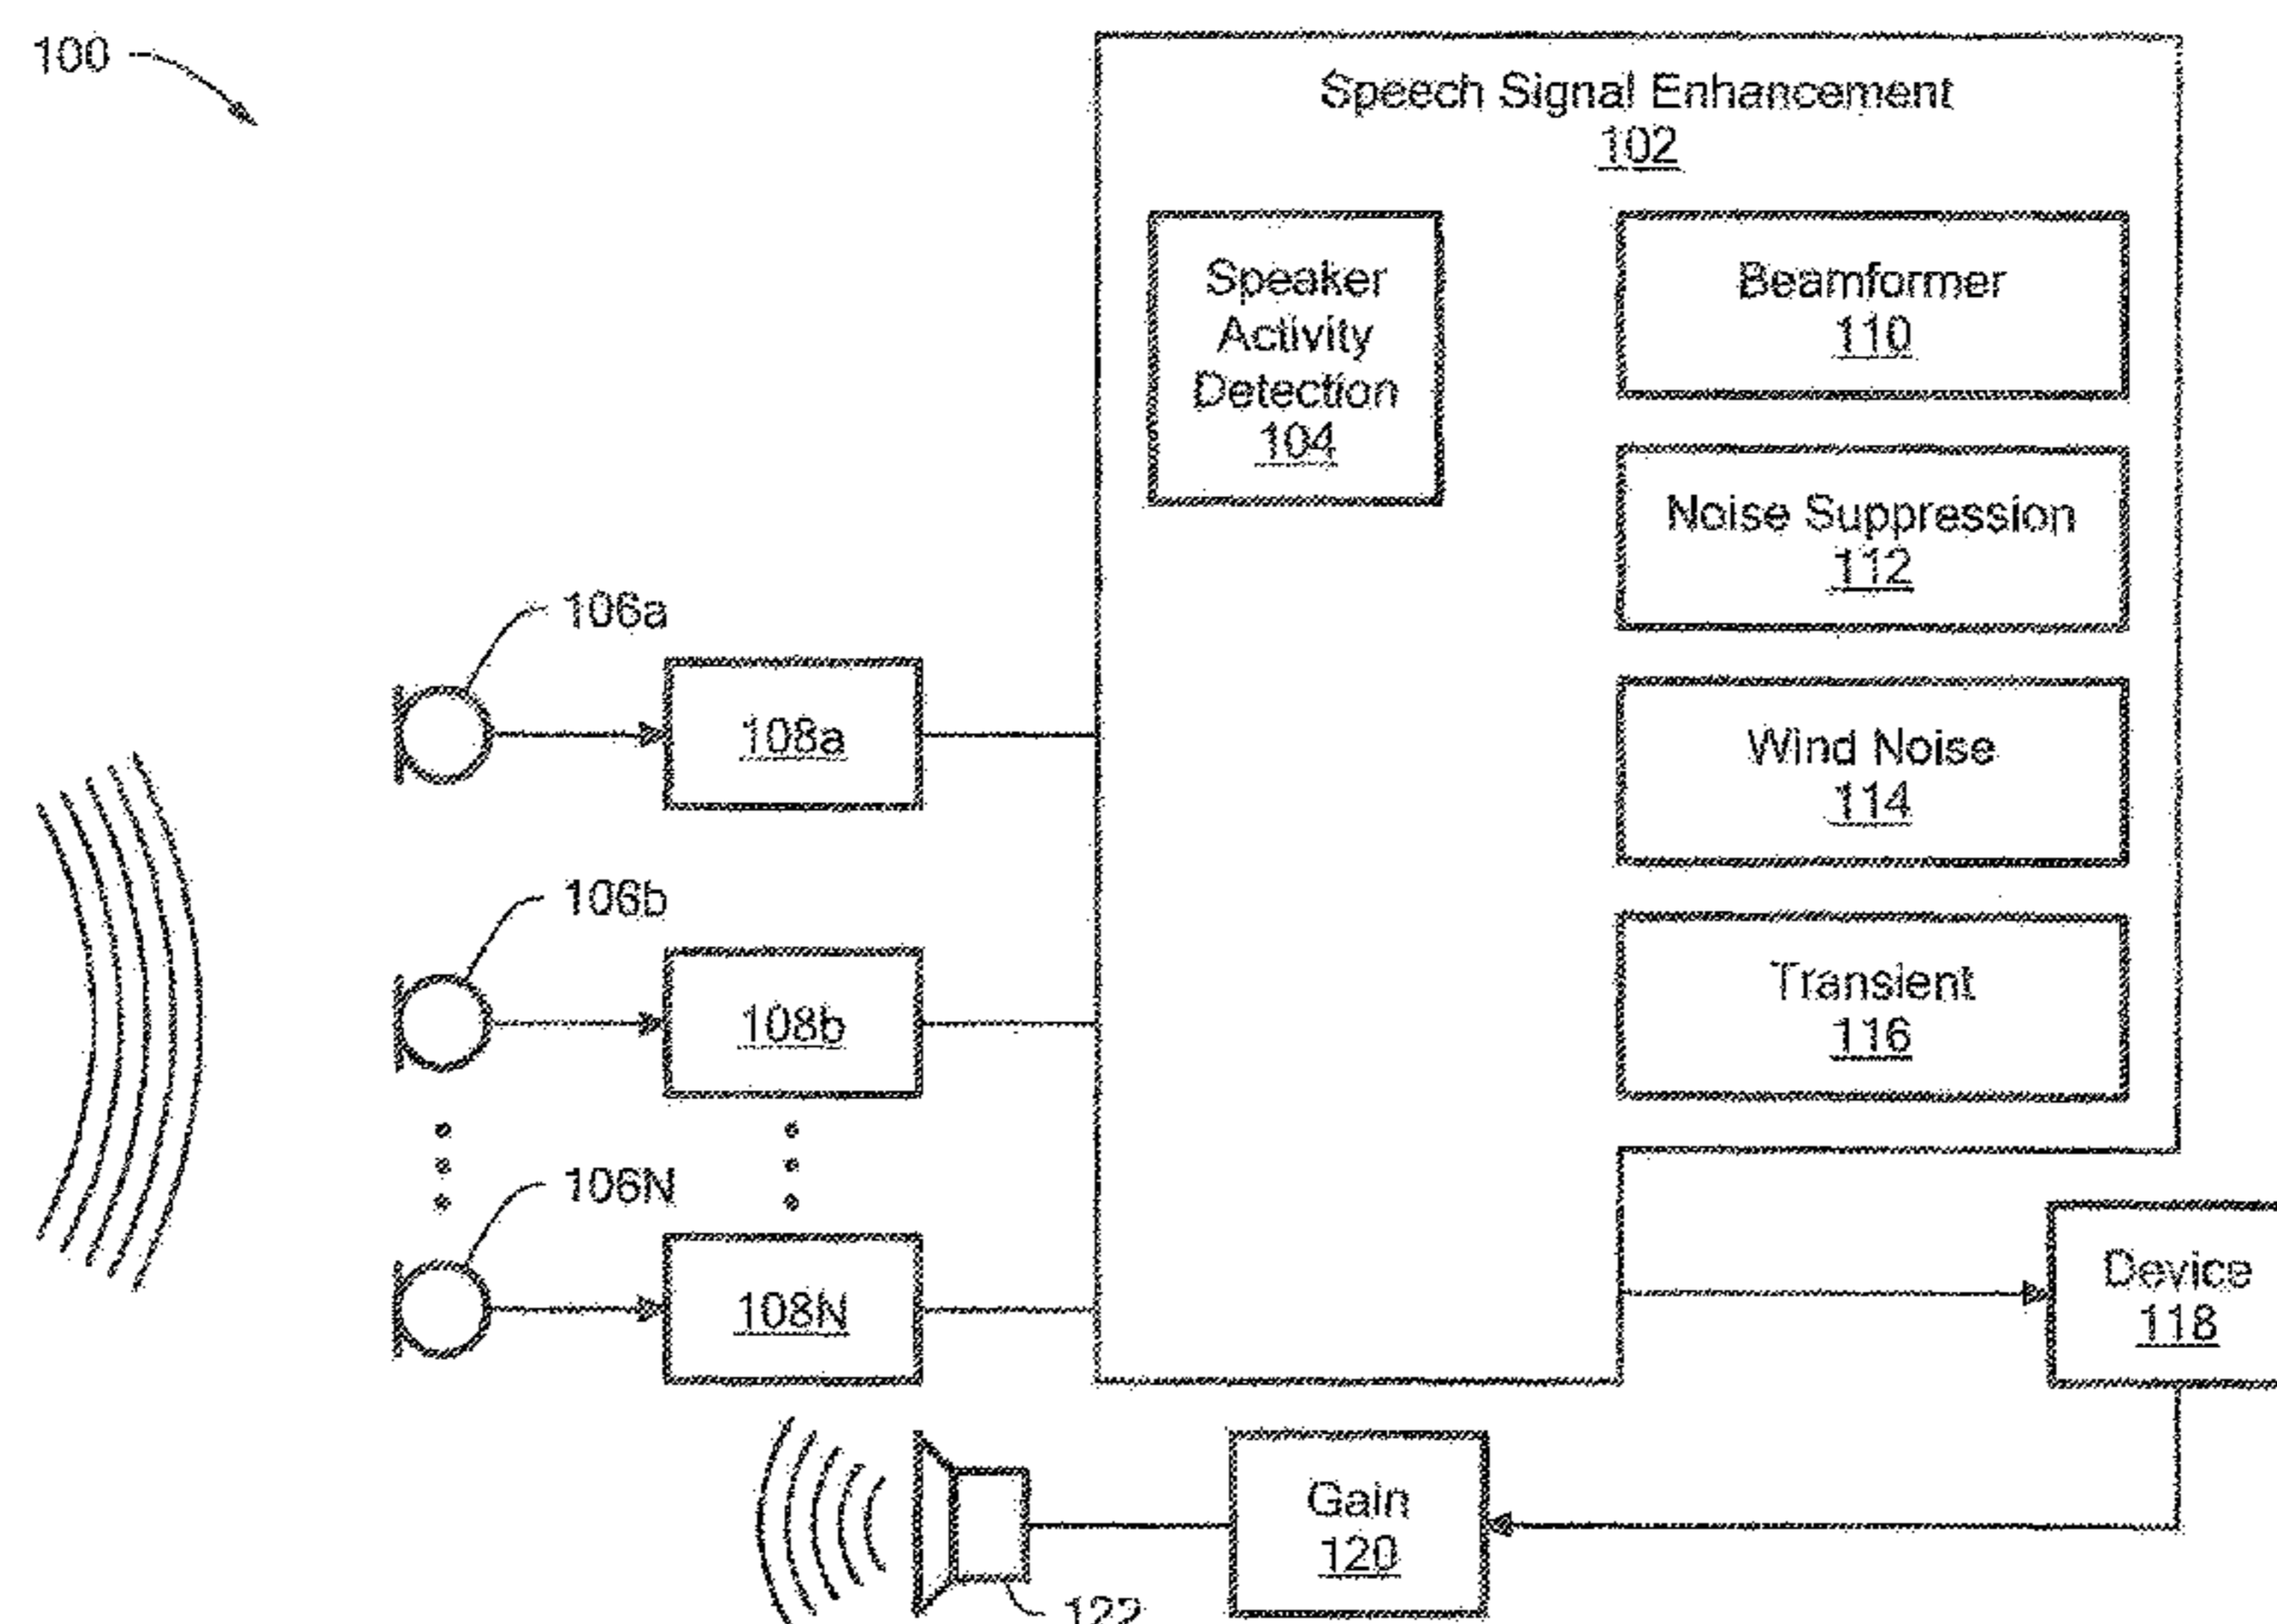 100
Speech Signal Enhancement
102
Speaker
Activity
Detection
104
Beamformer
110
Noise Suppression
112
106a
108a
Wind Noise
114
106b
108b
Transient
116
106N
108N
Device
118
Gain
120
122